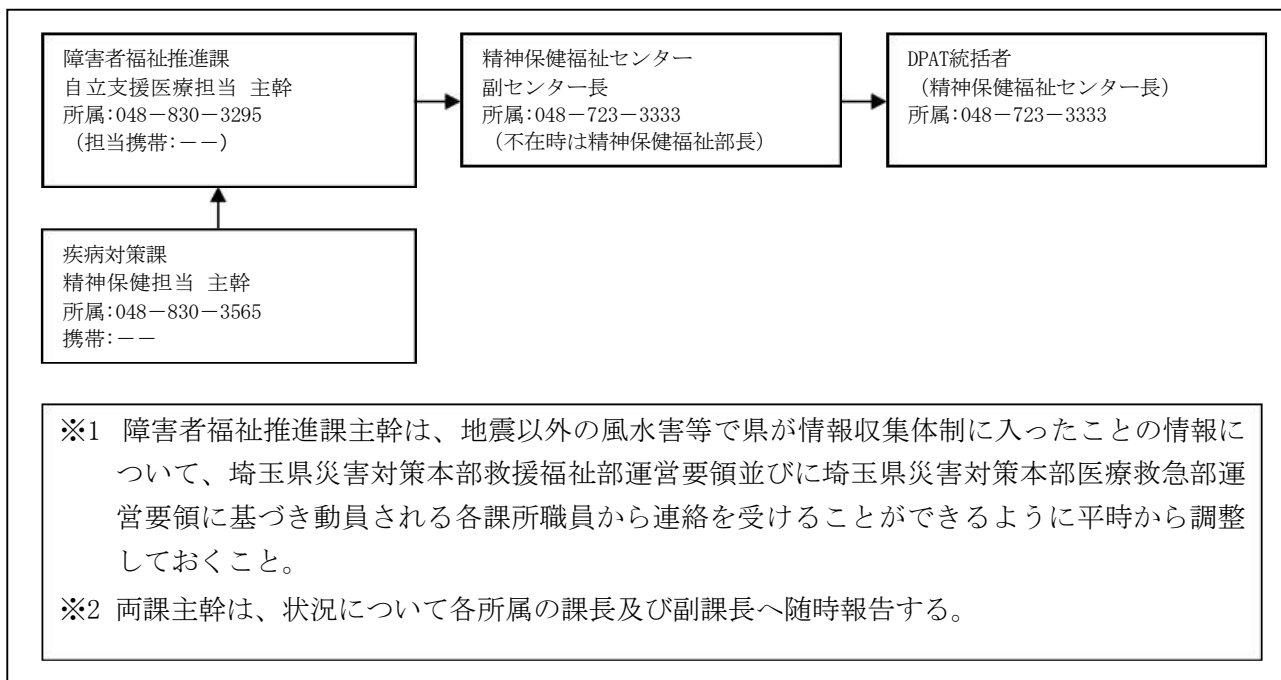 障害者福祉推進課
自立支援医療担当 主幹
所属:048－830－3295
（担当携帯:－－）
精神保健福祉センター
副センター長
所属:048－723－3333
（不在時は精神保健福祉部長）
DPAT統括者
（精神保健福祉センター長）
所属:048－723－3333
疾病対策課
精神保健担当 主幹
所属:048－830－3565
携帯:－－
※1 障害者福祉推進課主幹は、地震以外の風水害等で県が情報収集体制に入ったことの情報に
ついて、埼玉県災害対策本部救援福祉部運営要領並びに埼玉県災害対策本部医療救急部運
営要領に基づき動員される各課所職員から連絡を受けることができるように平時から調整
しておくこと。
※2 両課主幹は、状況について各所属の課長及び副課長へ随時報告する。